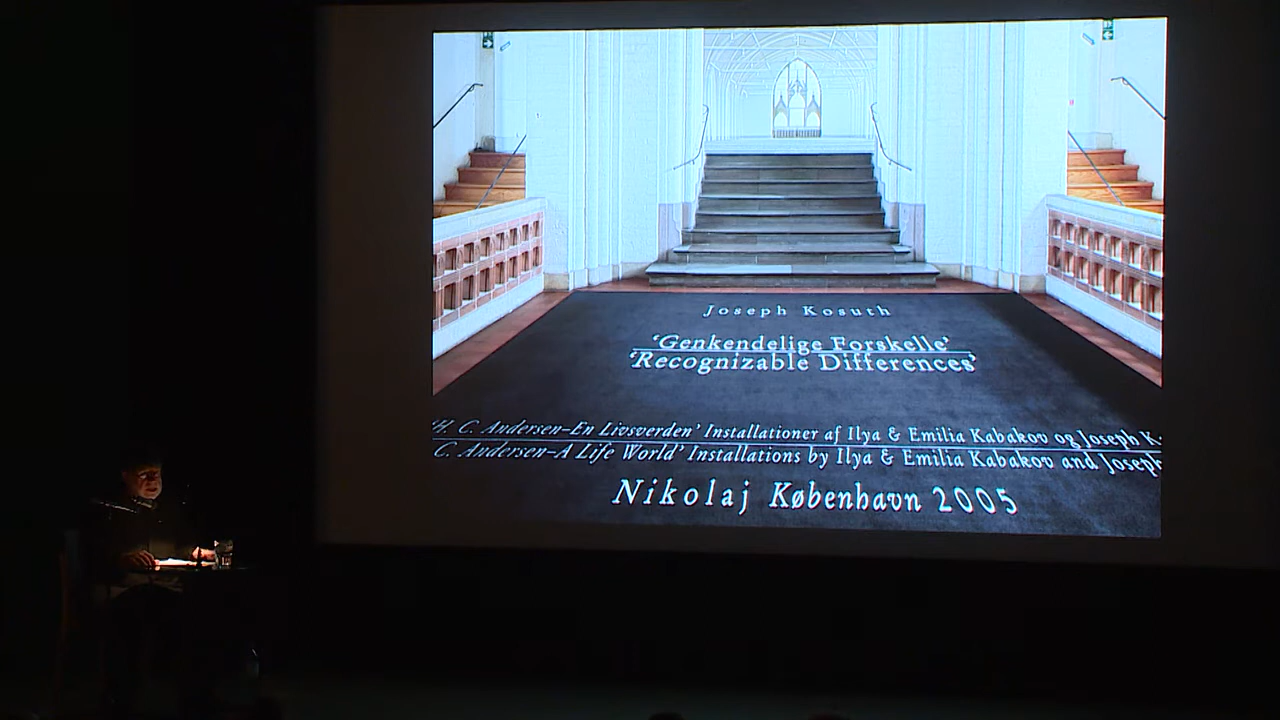 Joseph Kosuth
‘Genkendelige Forskelle’
‘Recognizable Differences’
‘H. C. Andersen–En Livsverden’ Installationer af Ilya & Emilia Kabakov og Joseph K
C. Andersen–A Life World’ Installations by Ilya & Emilia Kabakov and Joseph
Nikolaj København 2005